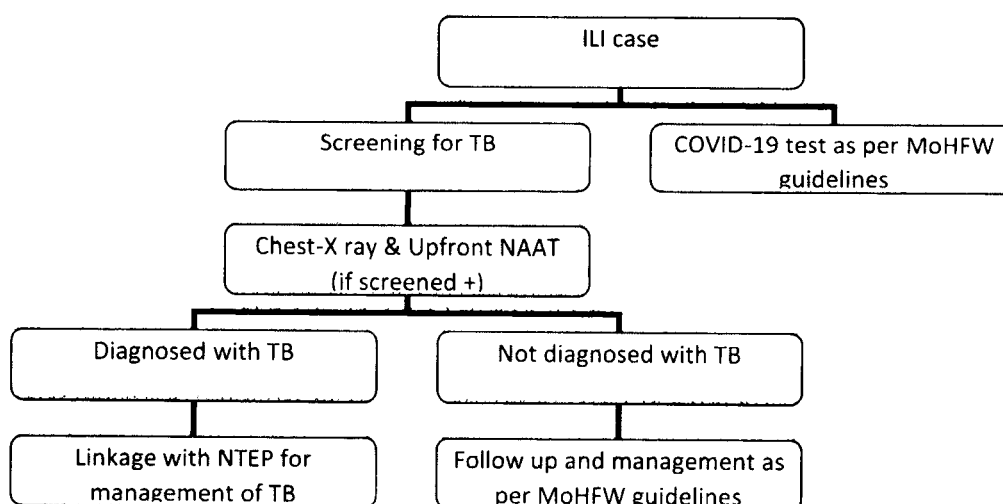 ILI case
Screening for TB
COVID-19 test as per MoHFW
guidelines
Chest-X ray & Upfront NAAT
(if screened +)
Diagnosed with TB
Not diagnosed with TB
Linkage with NTEP for
management of TB
Follow up and management as
per MoHFW guidelines